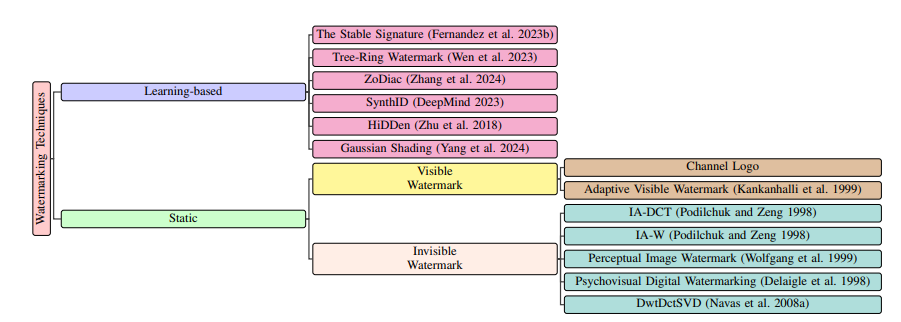 Watermarking Techniques
Learning-based
The Stable Signature (Fernandez et al. 2023b)
Tree-Ring Watermark (Wen et al. 2023)
ZoDiac (Zhang et al. 2024)
SynthID (DeepMind 2023)
HiDDen (Zhu et al. 2018)
Gaussian Shading (Yang et al. 2024)
Static
Visible
Watermark
Channel Logo
Adaptive Visible Watermark (Kankanhalli et al. 1999)
Invisible
Watermark
IA-DCT (Podilchuk and Zeng 1998)
IA-W (Podilchuk and Zeng 1998)
Perceptual Image Watermark (Wolfgang et al. 1999)
Psychovisual Digital Watermarking (Delaigle et al. 1998)
DwtDctSVD (Navas et al. 2008a)